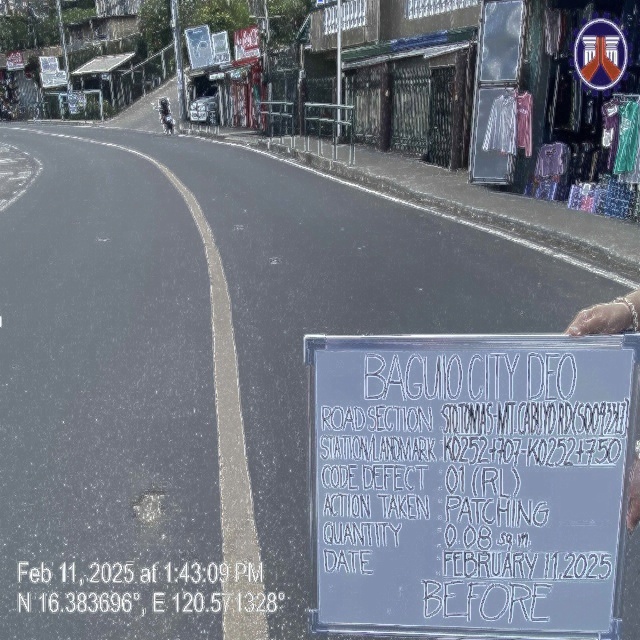 BAGUIO CITY DEO
ROAD SECTION : STO TOMAS-MT. CABUYO RD
STATION/LANDMARK : K0252+707-K0252+750
CODE DEFECT : 01 (RL)
ACTION TAKEN : PATCHING
QUANTITY : 0.08 sq.m
DATE : FEBRUARY 11, 2025
BEFORE
Feb 11, 2025 at 1:43:09 PM
N 16.383696°, E 120.571328°